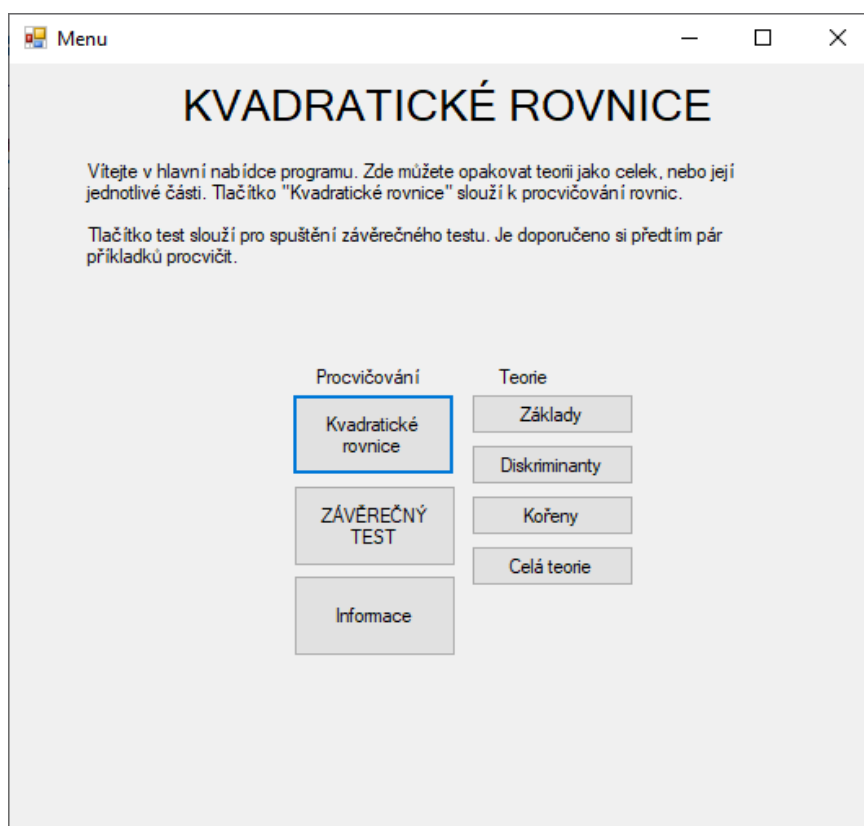 Menu
KVADRATICKÉ ROVNICE
Vítejte v hlavní nabídce programu. Zde můžete opakovat teorii jako celek, nebo její
jednotlivé části. Tlačítko "Kvadratické rovnice" slouží k procvičování rovnic.
Tlačítko test slouží pro spuštění závěrečného testu. Je doporučeno si předtím pár
příkladků procvičit.
Procvičování
Kvadratické
rovnice
ZÁVĚREČNÝ
TEST
Informace
Teorie
Základy
Diskriminanty
Kořeny
Celá teorie